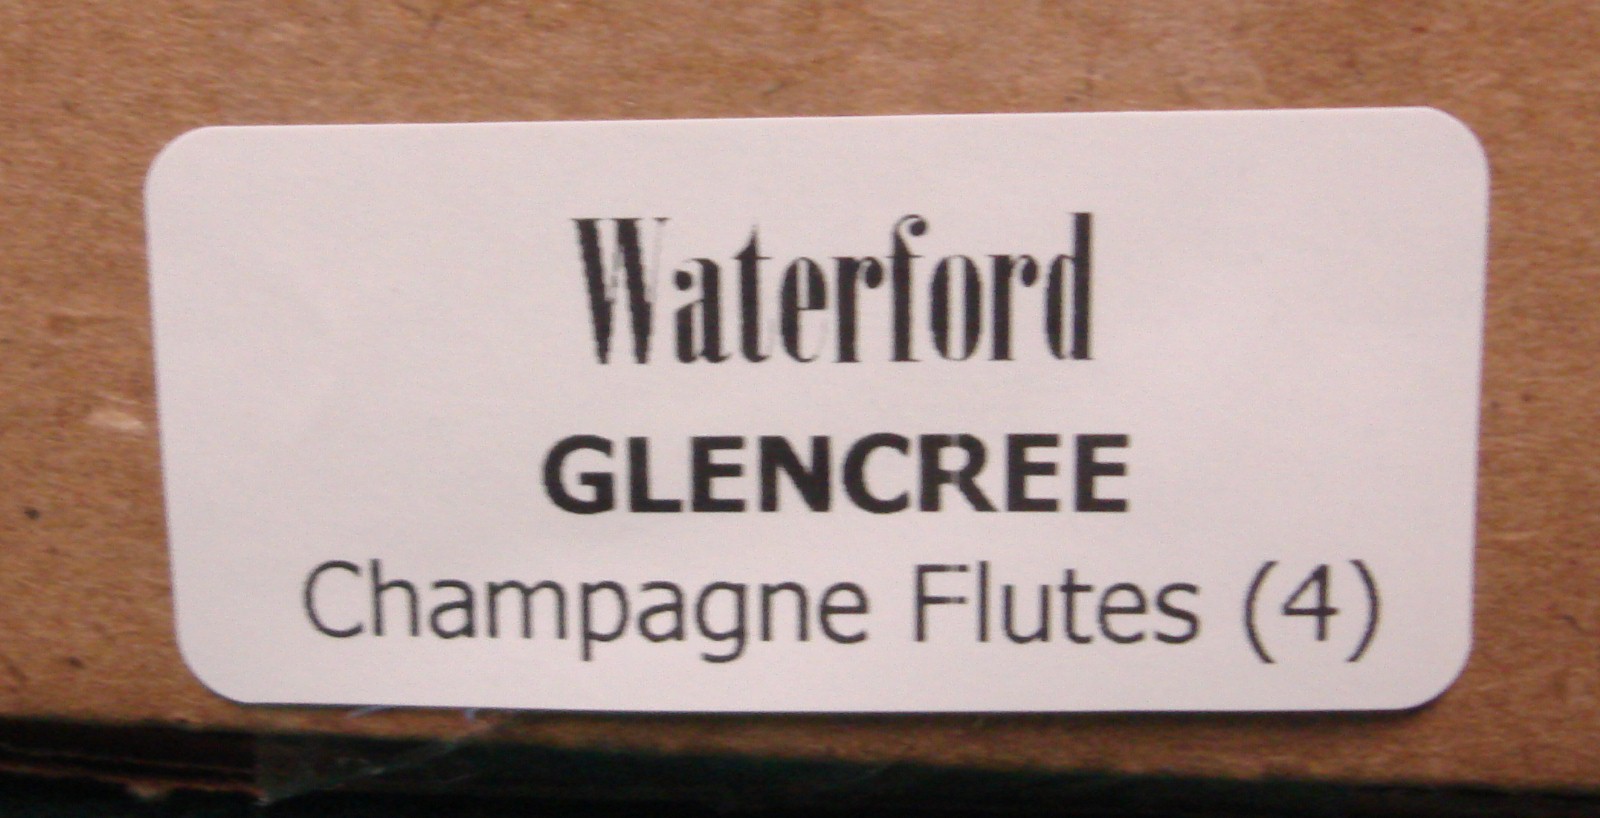 Waterford
GLENCREE
Champagne Flutes (4)